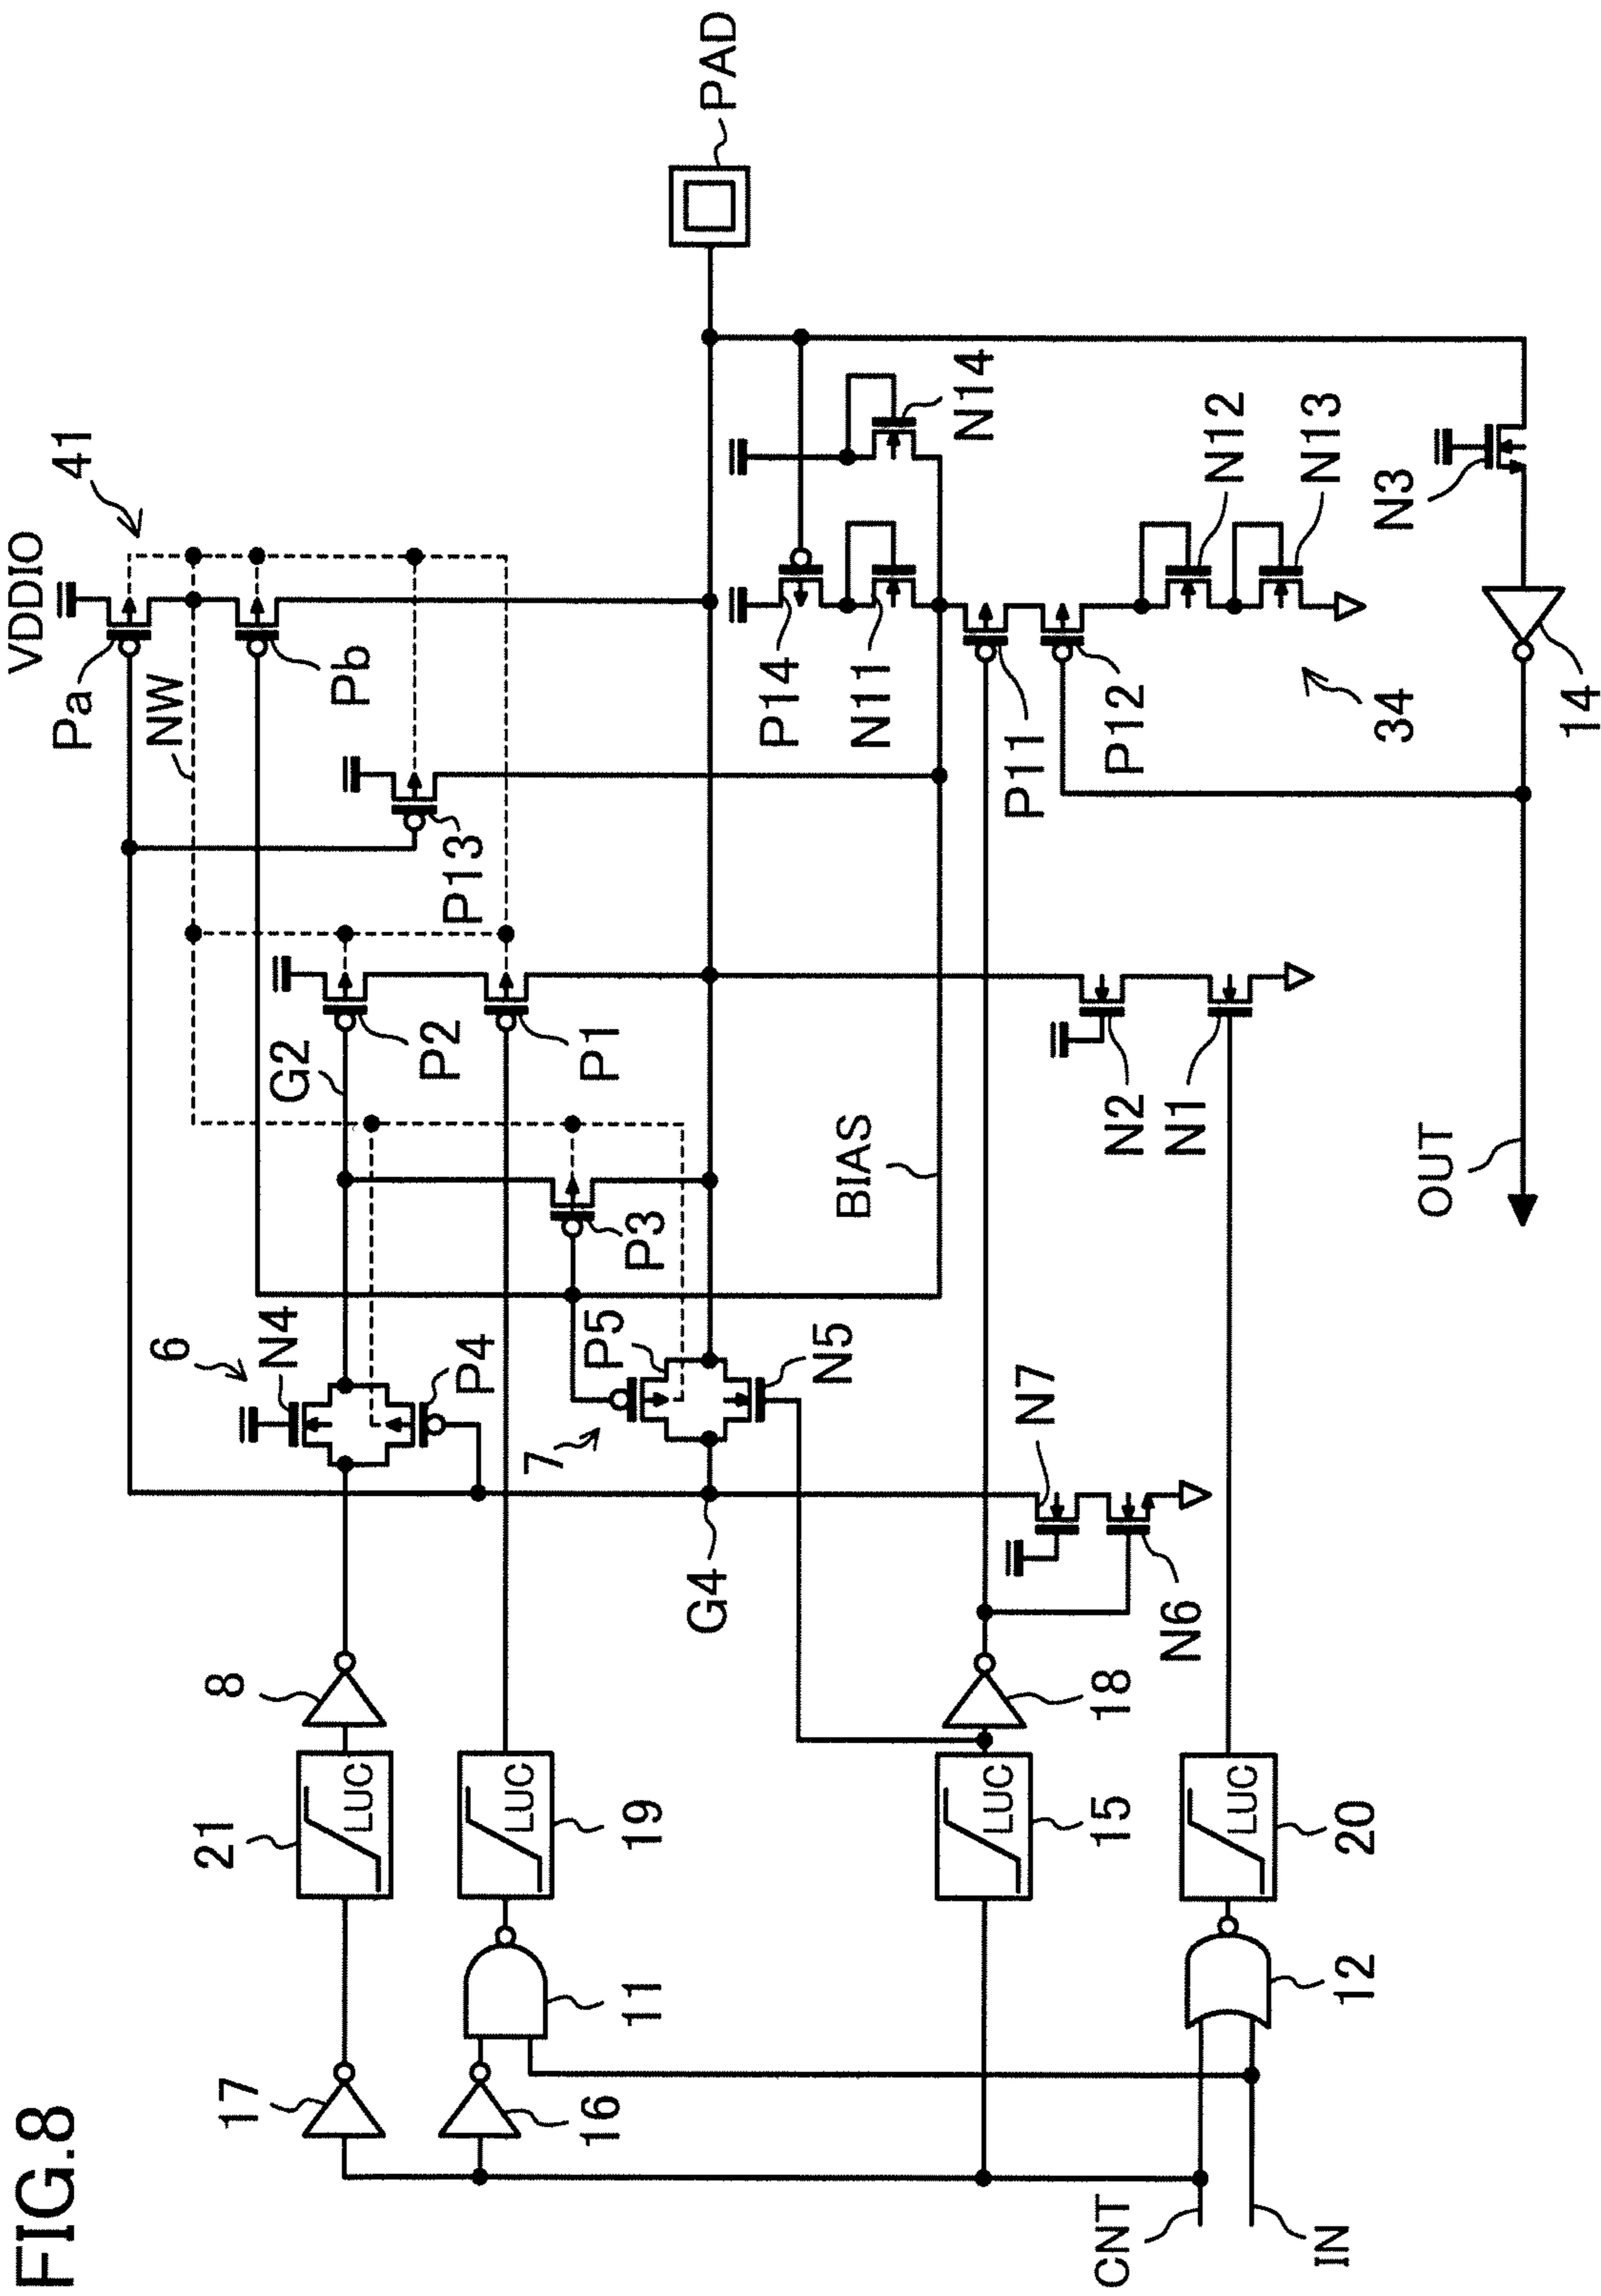 FIG.8
VDDIO
41
Pa
NW
Pb
PAD
P13
P14
N14
N11
G2
P2
P1
P11
P12
N12
N13
34
N3
14
6
N4
P4
P3
P5
7
N5
BIAS
N2
N1
OUT
G4
N7
N6
8
18
21
LUC
LUC
19
LUC
15
LUC
20
17
16
11
12
CNT
IN